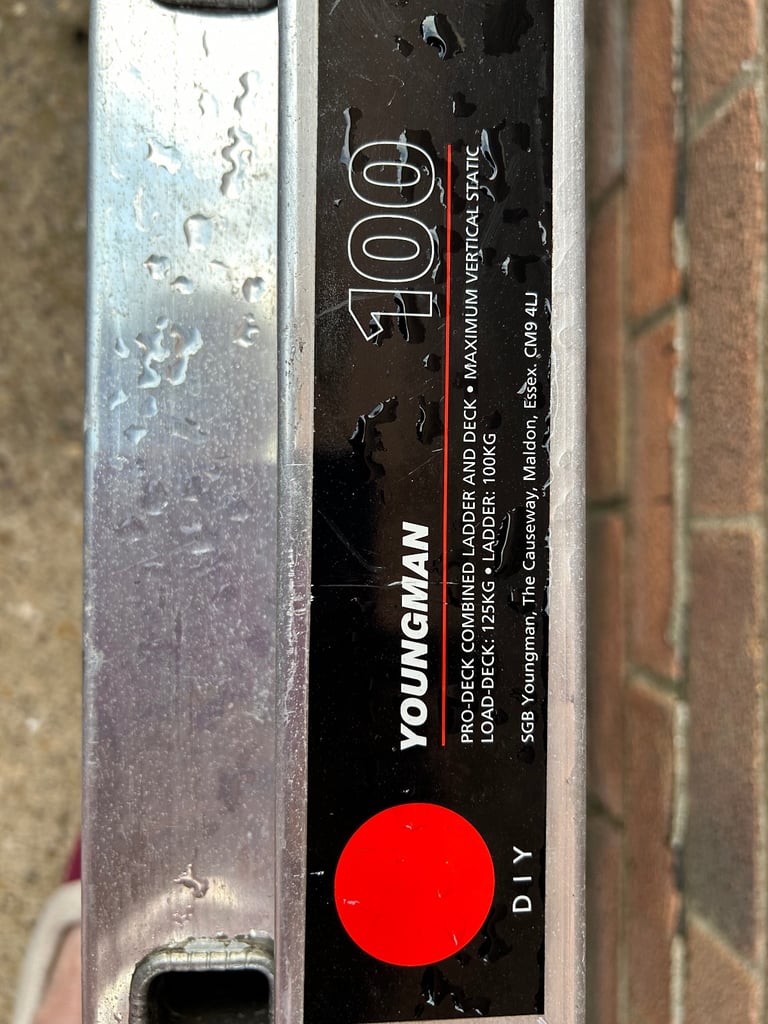 YOUNGMAN 100
PRO-DECK COMBINED LADDER AND DECK • MAXIMUM VERTICAL STATIC
LOAD-DECK: 125KG • LADDER: 100KG
SGB Youngman, The Causeway, Maldon, Essex. CM9 4LJ
DIY